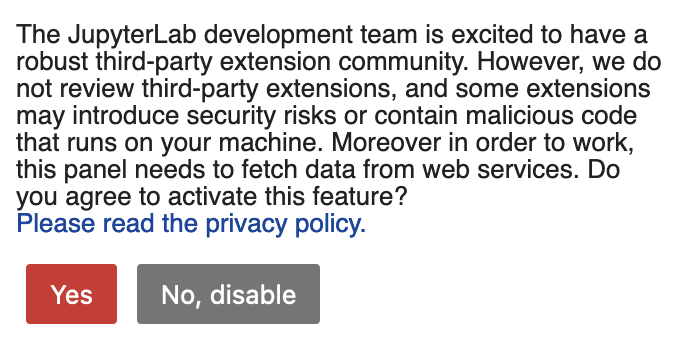 The JupyterLab development team is excited to have a
robust third-party extension community. However, we do
not review third-party extensions, and some extensions
may introduce security risks or contain malicious code
that runs on your machine. Moreover in order to work,
this panel needs to fetch data from web services. Do
you agree to activate this feature?
Please read the privacy policy.
Yes
No, disable